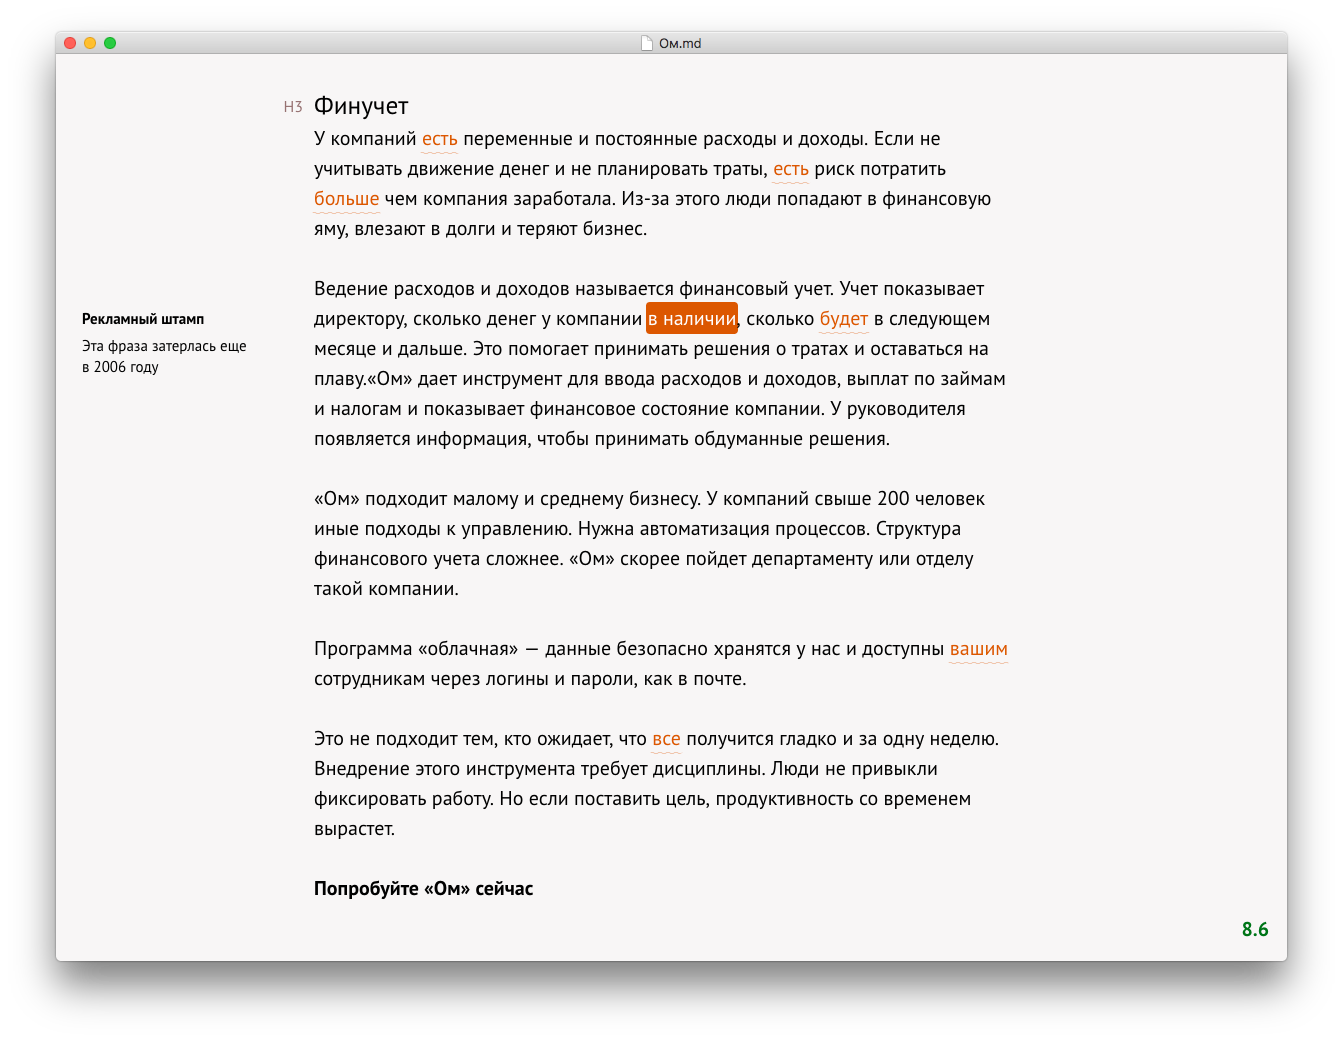 Ом.md
H3 Финучет
У компаний есть переменные и постоянные расходы и доходы. Если не
учитывать движение денег и не планировать траты, есть риск потратить
больше чем компания заработала. Из-за этого люди попадают в финансовую
яму, влезают в долги и теряют бизнес.
Ведение расходов и доходов называется финансовый учет. Учет показывает
директору, сколько денег у компании в наличии, сколько будет в следующем
месяце и дальше. Это помогает принимать решения о тратах и оставаться на
плаву.«Ом» дает инструмент для ввода расходов и доходов, выплат по займам
и налогам и показывает финансовое состояние компании. У руководителя
появляется информация, чтобы принимать обдуманные решения.
Рекламный штамп
Эта фраза затерлась еще
в 2006 году
«Ом» подходит малому и среднему бизнесу. У компаний свыше 200 человек
иные подходы к управлению. Нужна автоматизация процессов. Структура
финансового учета сложнее. «Ом» скорее пойдет департаменту или отделу
такой компании.
Программа «облачная» — данные безопасно хранятся у нас и доступны вашим
сотрудникам через логины и пароли, как в почте.
Это не подходит тем, кто ожидает, что все получится гладко и за одну неделю.
Внедрение этого инструмента требует дисциплины. Люди не привыкли
фиксировать работу. Но если поставить цель, продуктивность со временем
вырастет.
Попробуйте «Ом» сейчас
8.6